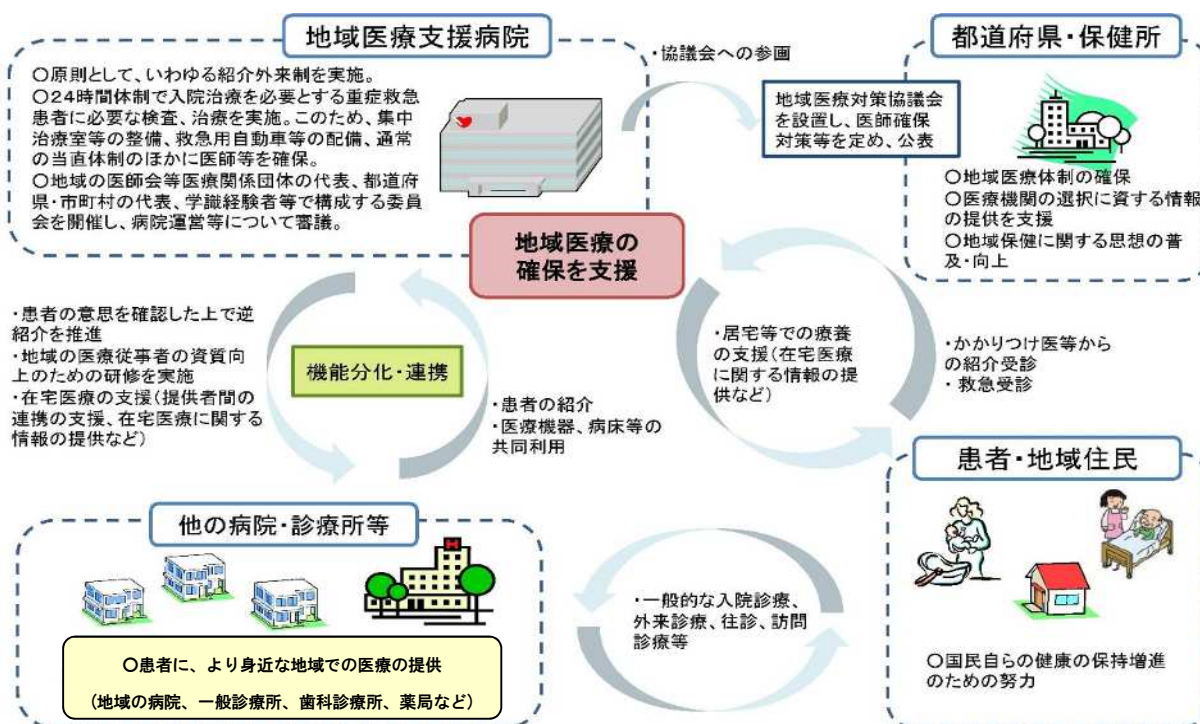 地域医療支援病院
〇原則として、いわゆる紹介外来制を実施。
〇24時間体制で入院治療を必要とする重症救急
患者に必要な検査、治療を実施。このため、集中
治療室等の整備、救急用自動車等の配備、通常
の当直体制のほかに医師等を確保。
〇地域の医師会等医療関係団体の代表、都道府
県・市町村の代表、学識経験者等で構成する委員
会を開催し、病院運営等について審議。
・協議会への参画
都道府県・保健所
地域医療対策協議会
を設置し、医師確保
対策等を定め、公表
〇地域医療体制の確保
〇医療機関の選択に資する情報
の提供を支援
〇地域保健に関する思想の普
及・向上
地域医療の
確保を支援
・患者の意思を確認した上で逆
紹介を推進
・地域の医療従事者の資質向
上のための研修を実施
・在宅医療の支援(提供者間の
連携の支援、在宅医療に関する
情報の提供など)
機能分化・連携
・患者の紹介
・医療機器、病床等の
共同利用
・居宅等での療養
の支援(在宅医療
に関する情報の提
供など)
・かかりつけ医等から
の紹介受診
・救急受診
他の病院・診療所等
H
〇患者に、より身近な地域での医療の提供
(地域の病院、一般診療所、歯科診療所、薬局など)
・一般的な入院診療、
外来診療、往診、訪問
診療等
患者・地域住民
〇国民自らの健康の保持増進
のための努力